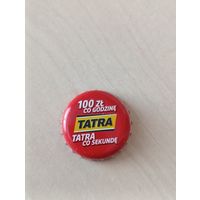 100 ZŁ
CO GODZINĘ
TATRA
TATRA
CO SEKUNDĘ